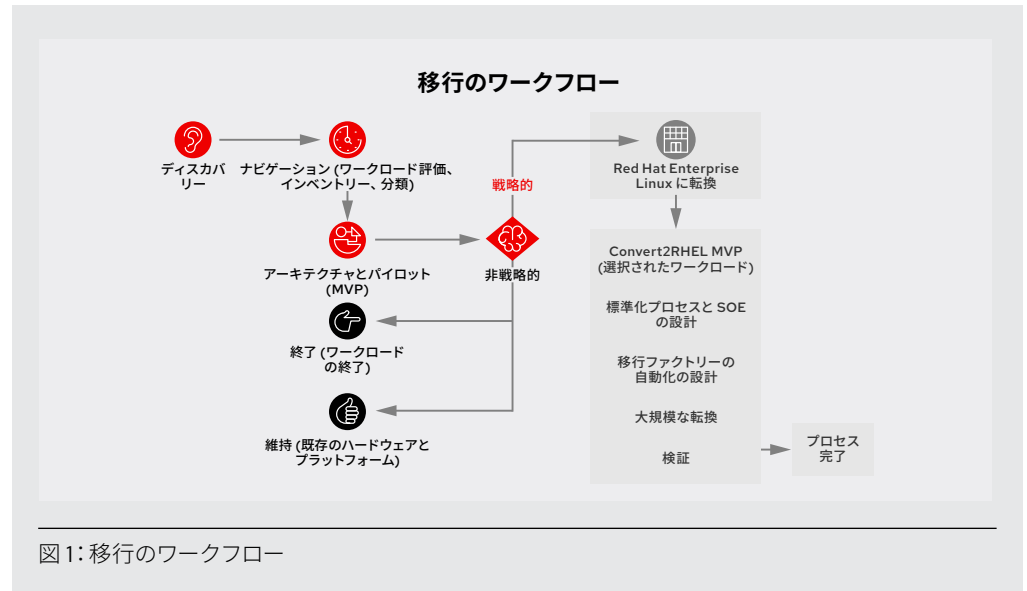 移行のワークフロー
ディスカバ
リー
ナビゲーション (ワークロード評価、
インベントリー、分類)
アーキテクチャとパイロット
(MVP)
戦略的
非戦略的
終了 (ワークロード
の終了)
維持 (既存のハードウェアと
プラットフォーム)
Red Hat Enterprise
Linux に転換
Convert2RHEL MVP
(選択されたワークロード)
標準化プロセスと SOE
の設計
移行ファクトリーの
自動化の設計
大規模な転換
検証
プロセス
完了
図1：移行のワークフロー